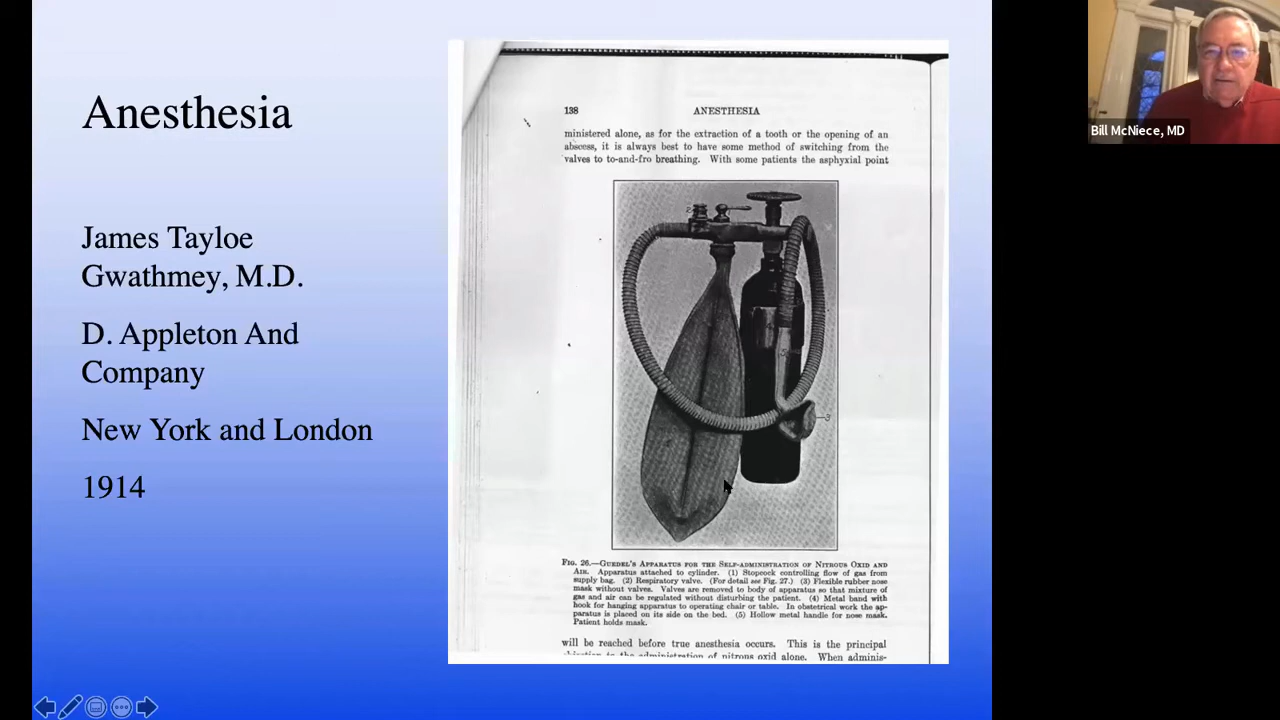 Anesthesia
James Tayloe
Gwathmey, M.D.
D. Appleton And
Company
New York and London
1914
138 ANESTHESIA
ministered alone, as for the extraction of a tooth or the opening of an
abscess, it is always best to have some method of switching from the
valves to to-and-fro breathing. With some patients the asphyxial point
2
3
FIG. 26.—GUEDEL'S APPARATUS FOR THE SELF-ADMINISTRATION OF NITROUS OXID AND
AIR. Apparatus attached to cylinder. (1) Stopcock controlling flow of gas from
supply bag. (2) Respiratory valve. (For detail see Fig. 27.) (3) Flexible rubber nose
mask without valves. Valves are removed to body of apparatus so that mixture of
gas and air can be regulated without disturbing the patient. (4) Metal band with
hook for hanging apparatus to operating chair or table. In obstetrical work the ap-
paratus is placed on its side on the bed. (5) Hollow metal handle for nose mask.
Patient holds mask.
will be reached before true anesthesia occurs. This is the principal
to the administration of nitrous oxid alone. When adminis-
Bill McNiece, MD